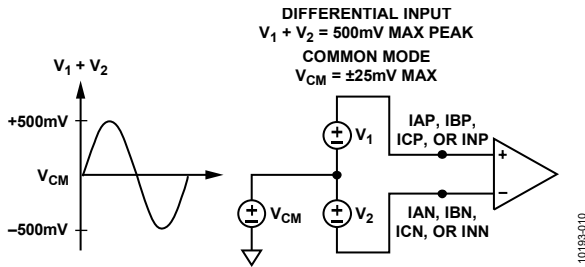 DIFFERENTIAL INPUT
V1 + V2 = 500mV MAX PEAK
COMMON MODE
VCM = ±25mV MAX
V1 + V2
+500mV
VCM
–500mV
V1
V2
VCM
IAP, IBP,
ICP, OR INP
IAN, IBN,
ICN, OR INN
+
–
10193-010